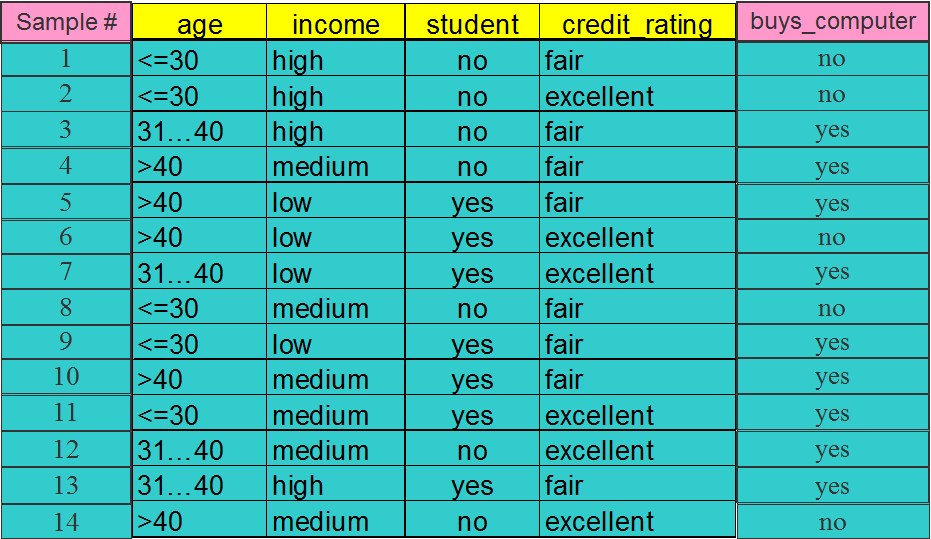 Sample # age income student credit_rating buys_computer
1 <=30 high no fair no
2 <=30 high no excellent no
3 31…40 high no fair yes
4 >40 medium no fair yes
5 >40 low yes fair yes
6 >40 low yes excellent no
7 31…40 low yes excellent yes
8 <=30 medium no fair no
9 <=30 low yes fair yes
10 >40 medium yes fair yes
11 <=30 medium yes excellent yes
12 31…40 medium no excellent yes
13 31…40 high yes fair yes
14 >40 medium no excellent no